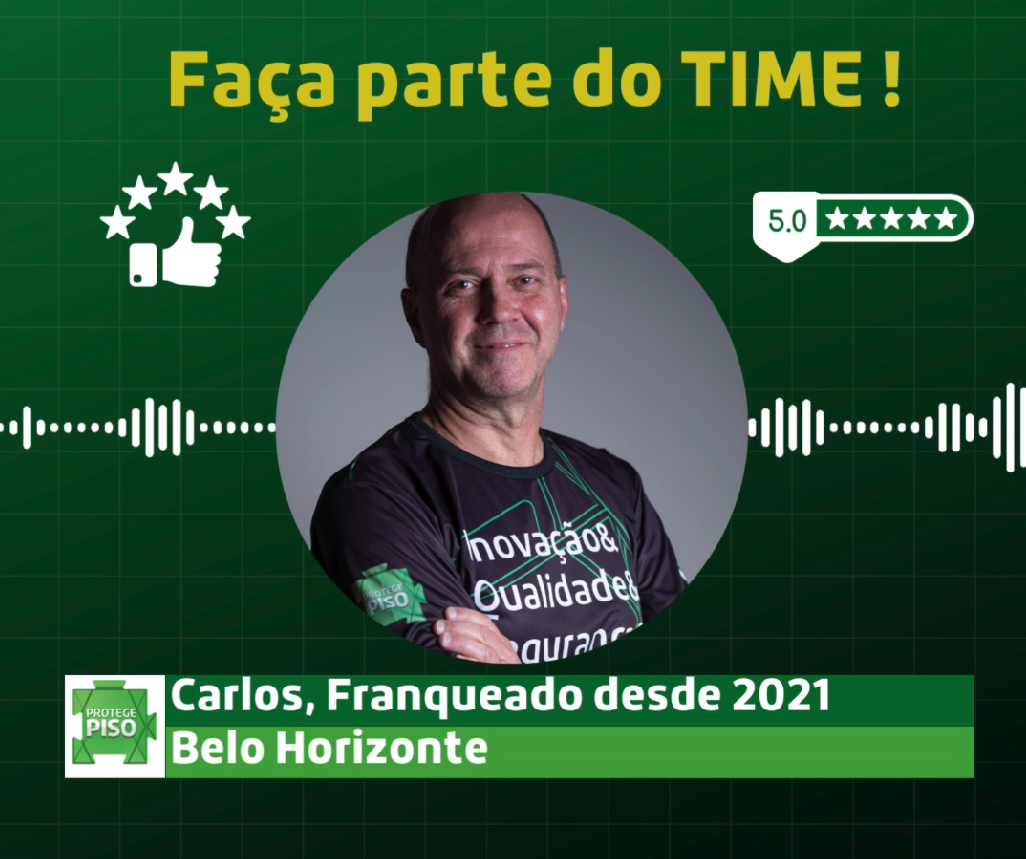 Faça parte do TIME !
5.0
Inovação&
Qualidade&
PROTEGE
PISO
Carlos, Franqueado desde 2021
PROTEGE
PISO
Belo Horizonte